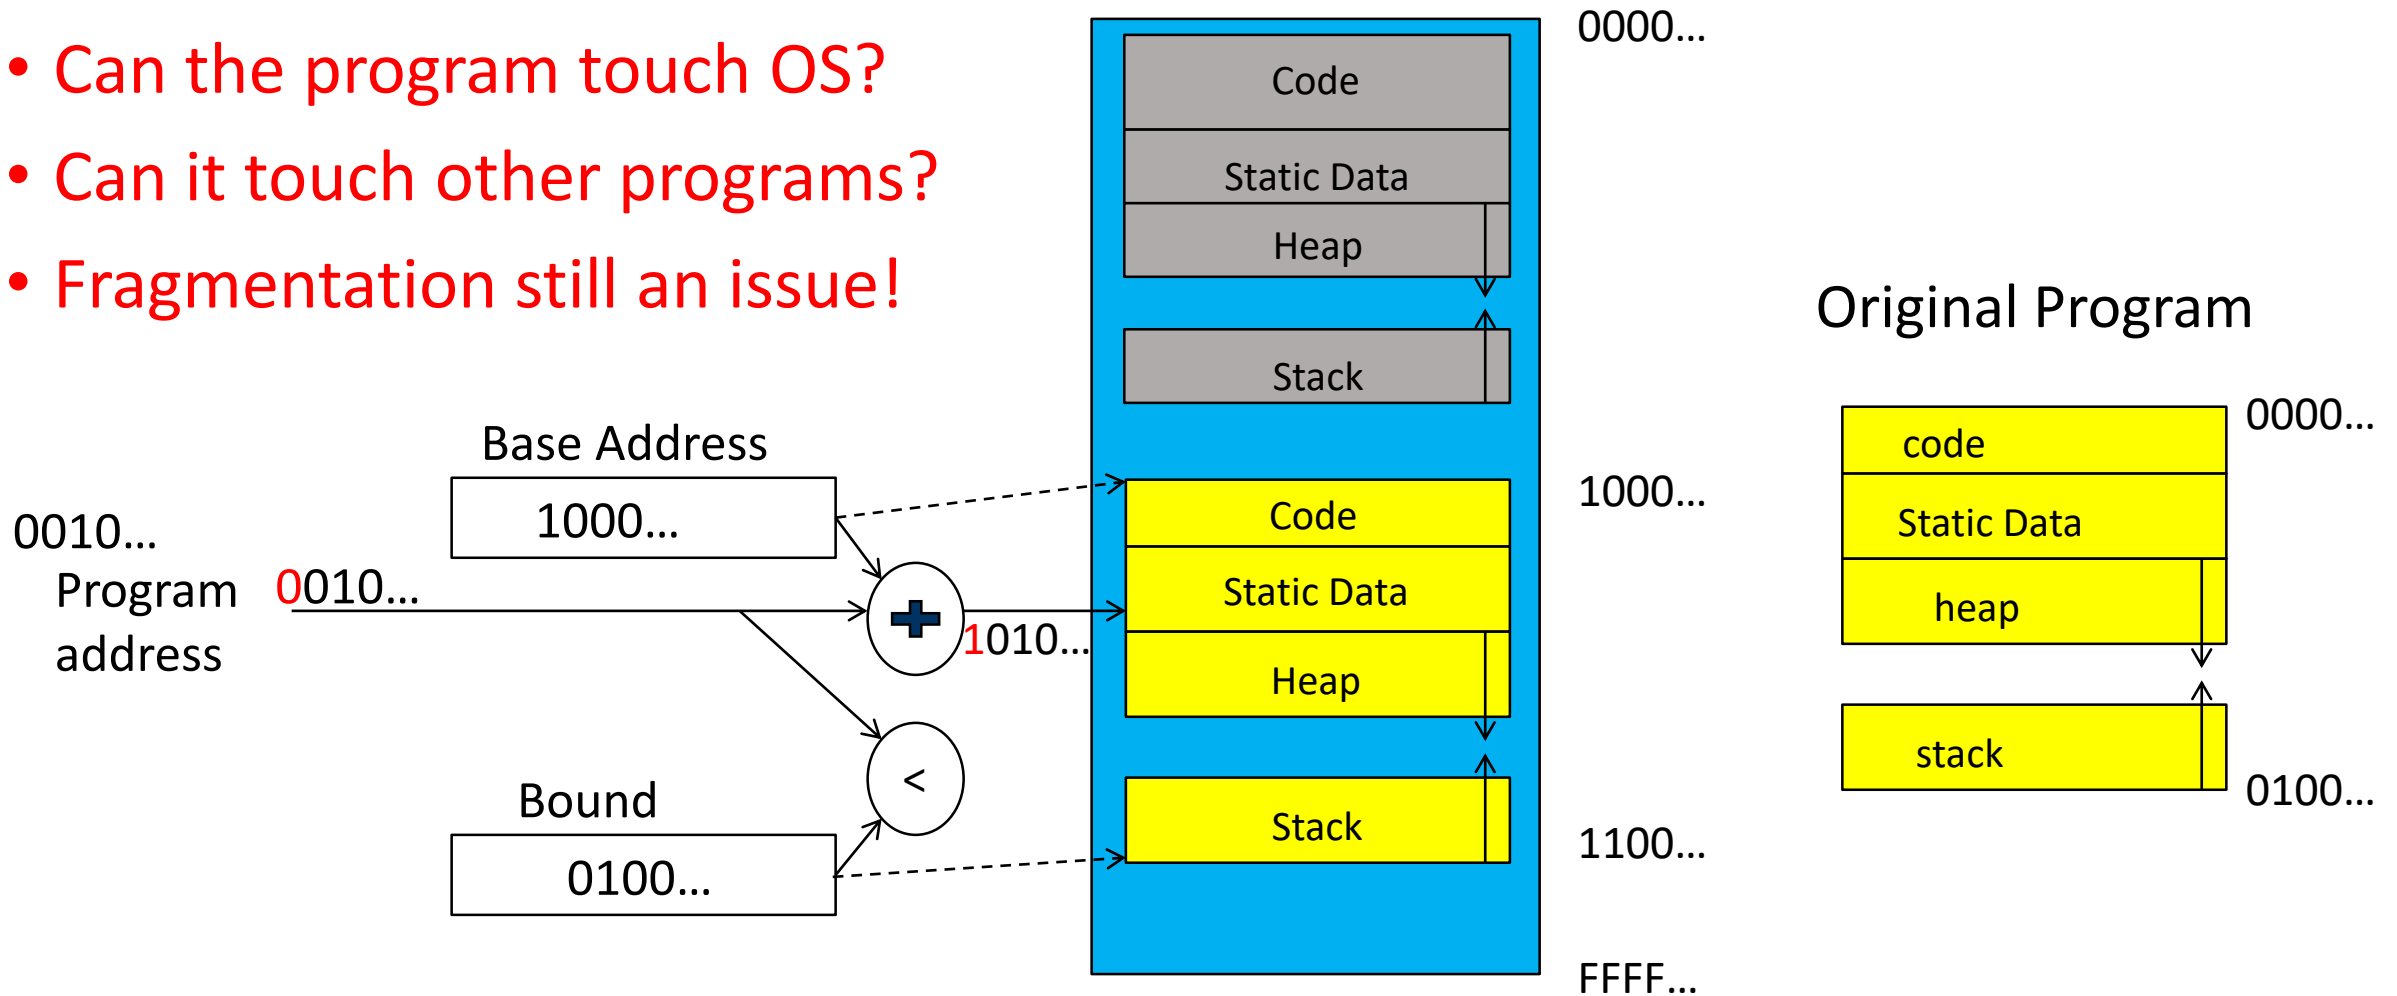 • Can the program touch OS?
• Can it touch other programs?
• Fragmentation still an issue!
Base Address
1000...
0010...
Program
address
0010...
1010...
<
Bound
0100...
0000...
Code
Static Data
Heap
Stack
1000...
Code
Static Data
Heap
Stack
1100...
FFFF...
Original Program
0000...
code
Static Data
heap
stack
0100...